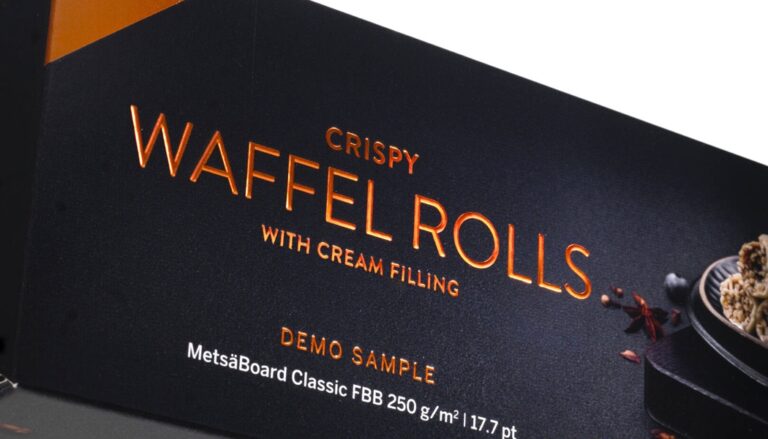 CRISPY
WAFFEL ROLLS
WITH CREAM FILLING
DEMO SAMPLE
MetsäBoard Classic FBB 250 g/m² | 17.7 pt